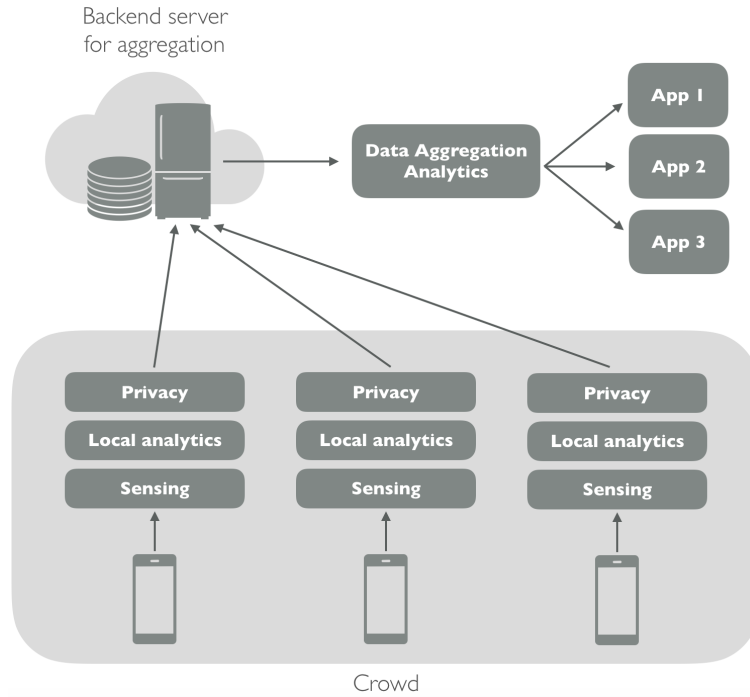 Backend server
for aggregation
Data Aggregation
Analytics
App 1
App 2
App 3
Privacy
Local analytics
Sensing
Privacy
Local analytics
Sensing
Privacy
Local analytics
Sensing
Crowd